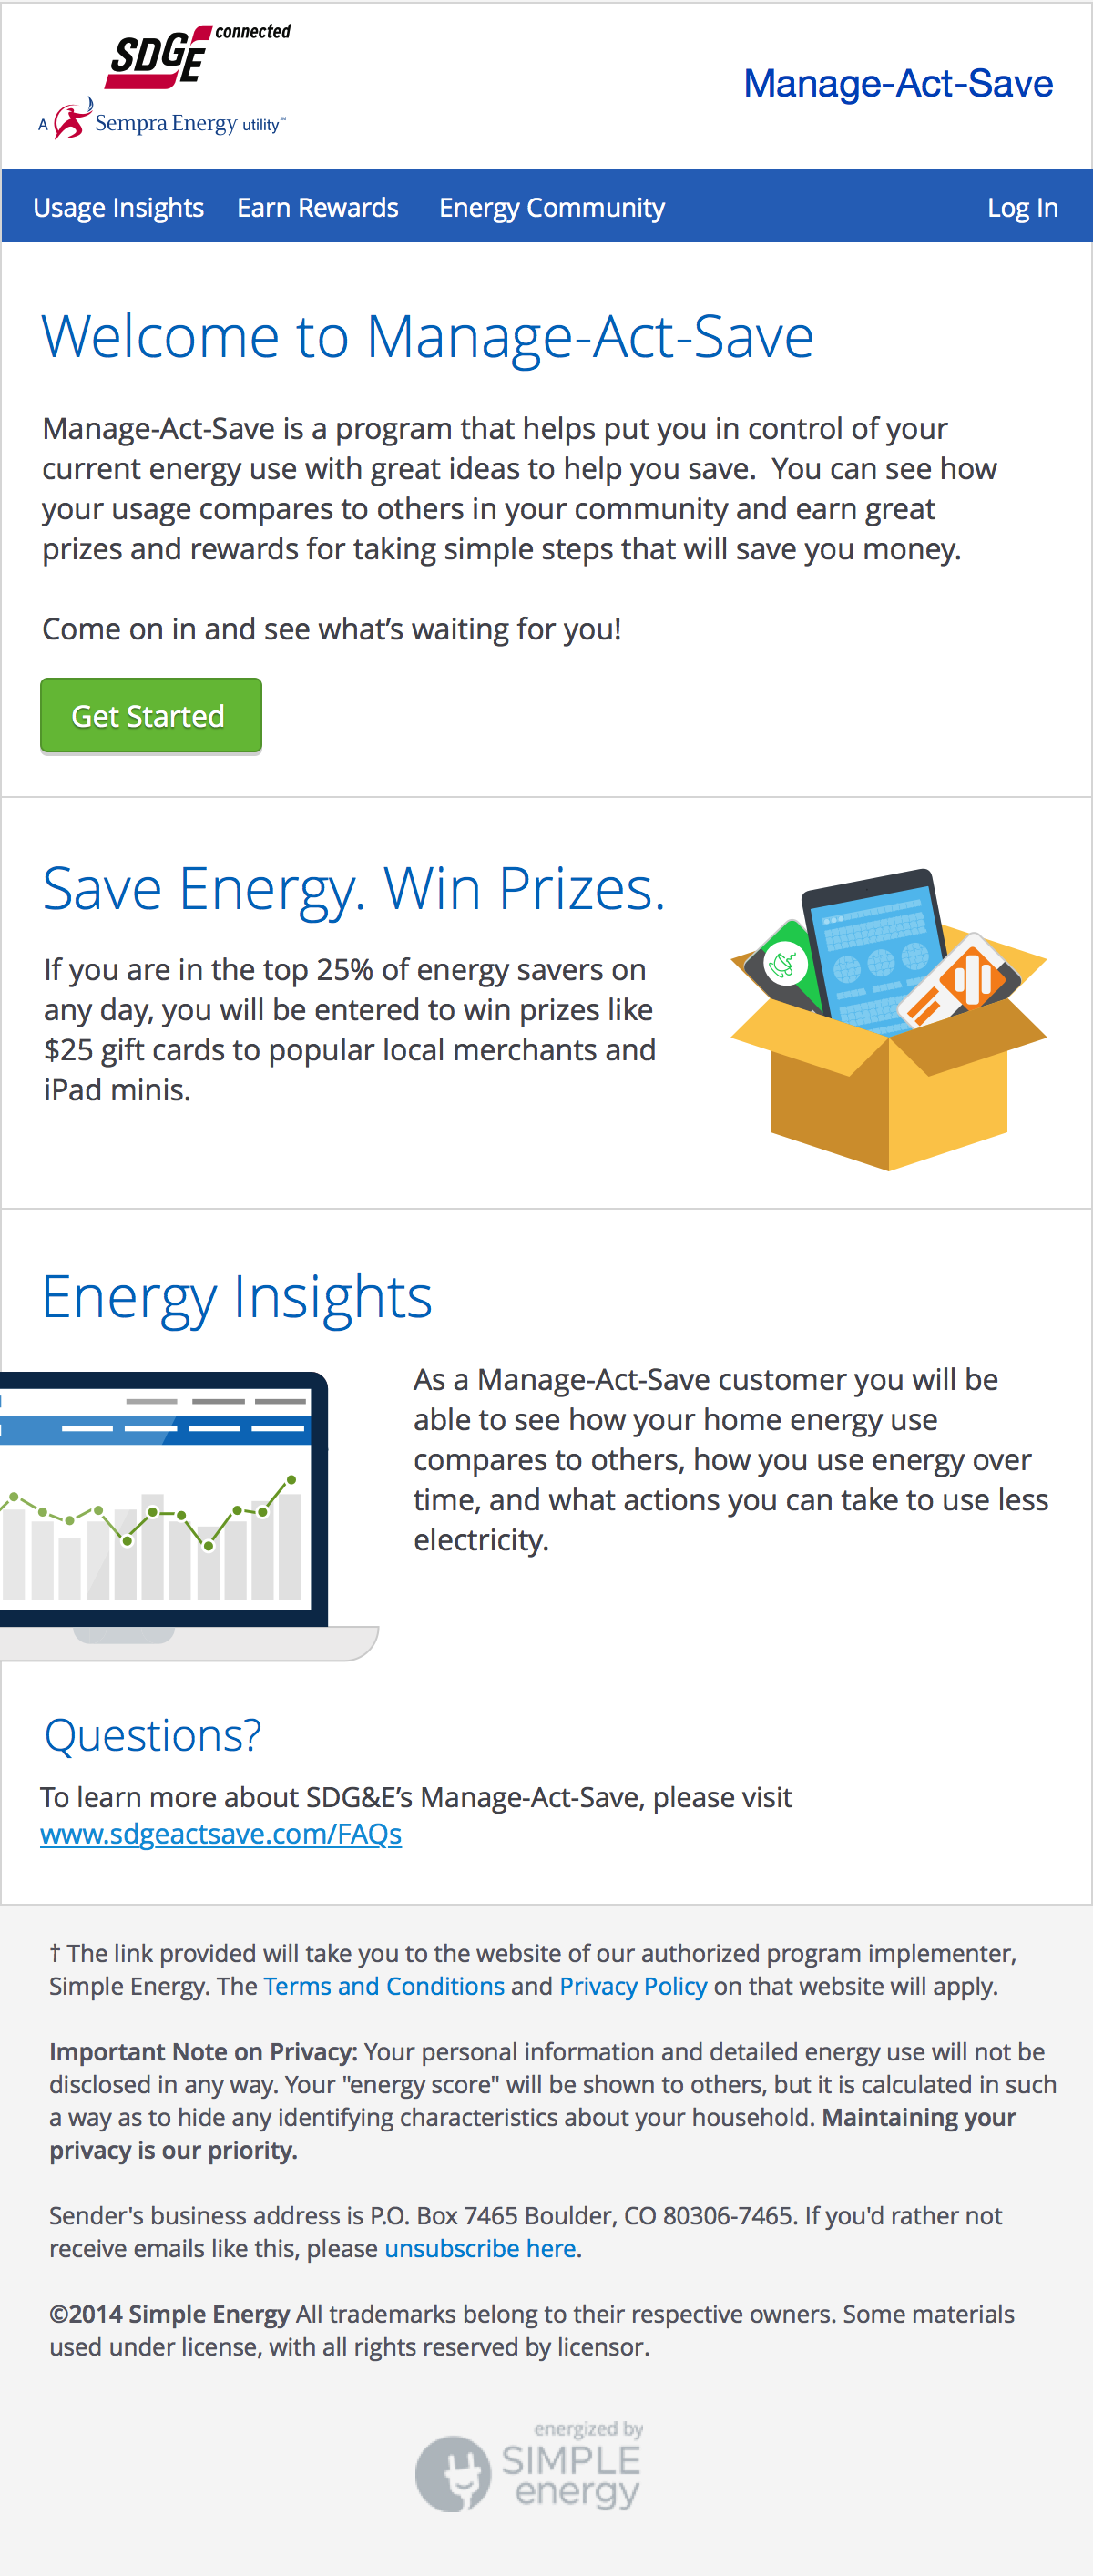 SDGE connected
A Sempra Energy utility℠
Manage-Act-Save
Usage Insights Earn Rewards Energy Community Log In
Welcome to Manage-Act-Save
Manage-Act-Save is a program that helps put you in control of your
current energy use with great ideas to help you save. You can see how
your usage compares to others in your community and earn great
prizes and rewards for taking simple steps that will save you money.
Come on in and see what's waiting for you!
Get Started
Save Energy. Win Prizes.
If you are in the top 25% of energy savers on
any day, you will be entered to win prizes like
$25 gift cards to popular local merchants and
iPad minis.
Energy Insights
As a Manage-Act-Save customer you will be
able to see how your home energy use
compares to others, how you use energy over
time, and what actions you can take to use less
electricity.
Questions?
To learn more about SDG&E's Manage-Act-Save, please visit
www.sdgeactsave.com/FAQs
† The link provided will take you to the website of our authorized program implementer,
Simple Energy. The Terms and Conditions and Privacy Policy on that website will apply.
Important Note on Privacy: Your personal information and detailed energy use will not be
disclosed in any way. Your "energy score" will be shown to others, but it is calculated in such
a way as to hide any identifying characteristics about your household. Maintaining your
privacy is our priority.
Sender's business address is P.O. Box 7465 Boulder, CO 80306-7465. If you'd rather not
receive emails like this, please unsubscribe here.
©2014 Simple Energy All trademarks belong to their respective owners. Some materials
used under license, with all rights reserved by licensor.
energized by
SIMPLE
energy